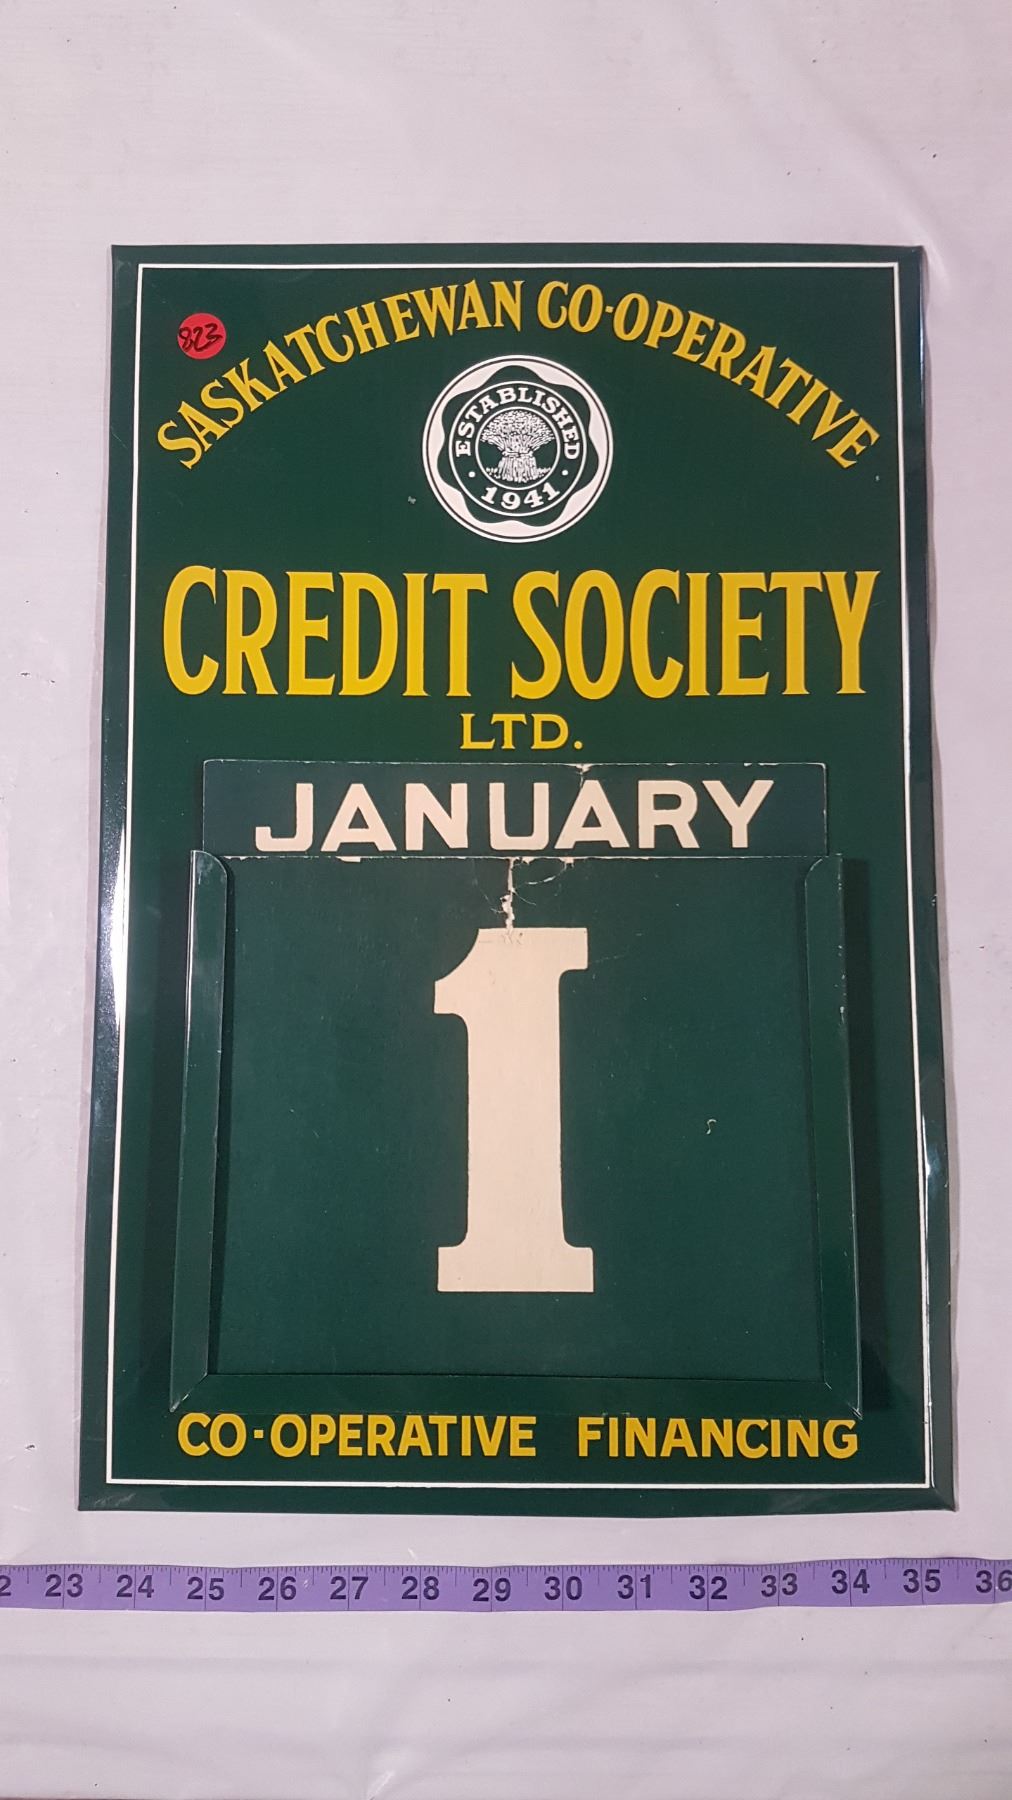 823
SASKATCHEWAN CO-OPERATIVE
ESTABLISHED
• 1941 •
CREDIT SOCIETY
LTD.
JANUARY
1
CO-OPERATIVE FINANCING
23 24 25 26 27 28 29 30 31 32 33 34 35 36